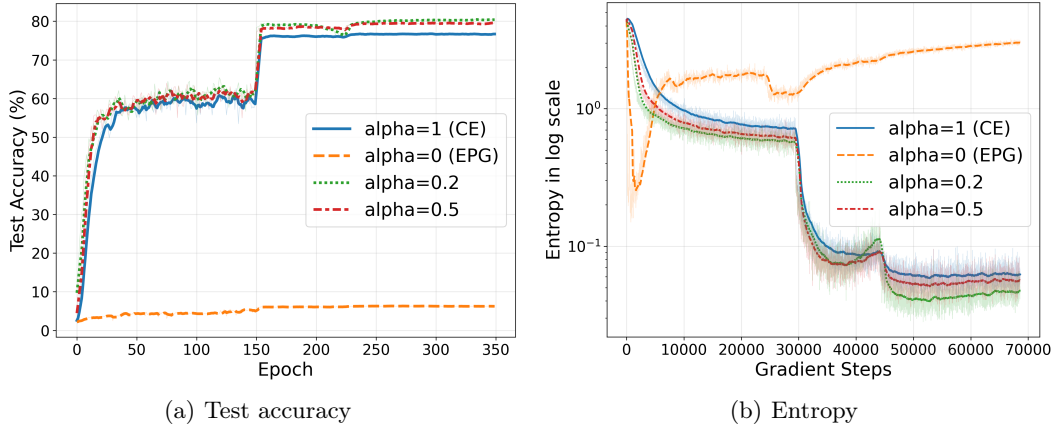 Test Accuracy (%)
80
70
60
50
40
30
20
10
0
0 50 100 150 200 250 300 350
Epoch
alpha=1 (CE)
alpha=0 (EPG)
alpha=0.2
alpha=0.5
(a) Test accuracy
Entropy in log scale
10⁰
10⁻¹
0 10000 20000 30000 40000 50000 60000 70000
Gradient Steps
alpha=1 (CE)
alpha=0 (EPG)
alpha=0.2
alpha=0.5
(b) Entropy